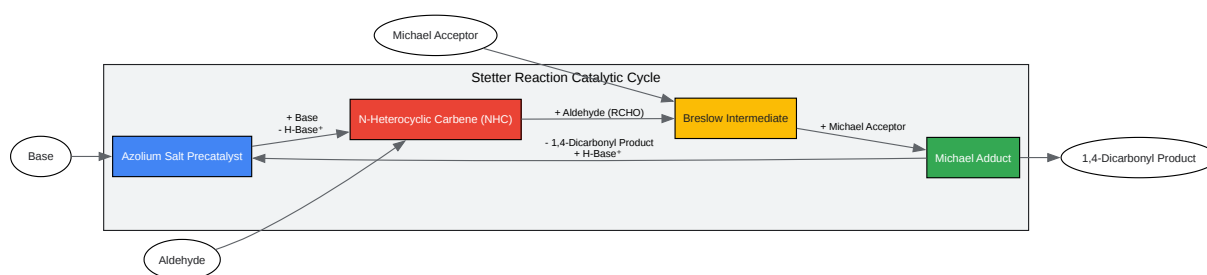 Michael Acceptor
Stetter Reaction Catalytic Cycle
+ Base
- H-Base⁺
N-Heterocyclic Carbene (NHC)
+ Aldehyde (RCHO)
Breslow Intermediate
+ Michael Acceptor
Base
Azolium Salt Precatalyst
- 1,4-Dicarbonyl Product
+ H-Base⁺
Michael Adduct
1,4-Dicarbonyl Product
Aldehyde